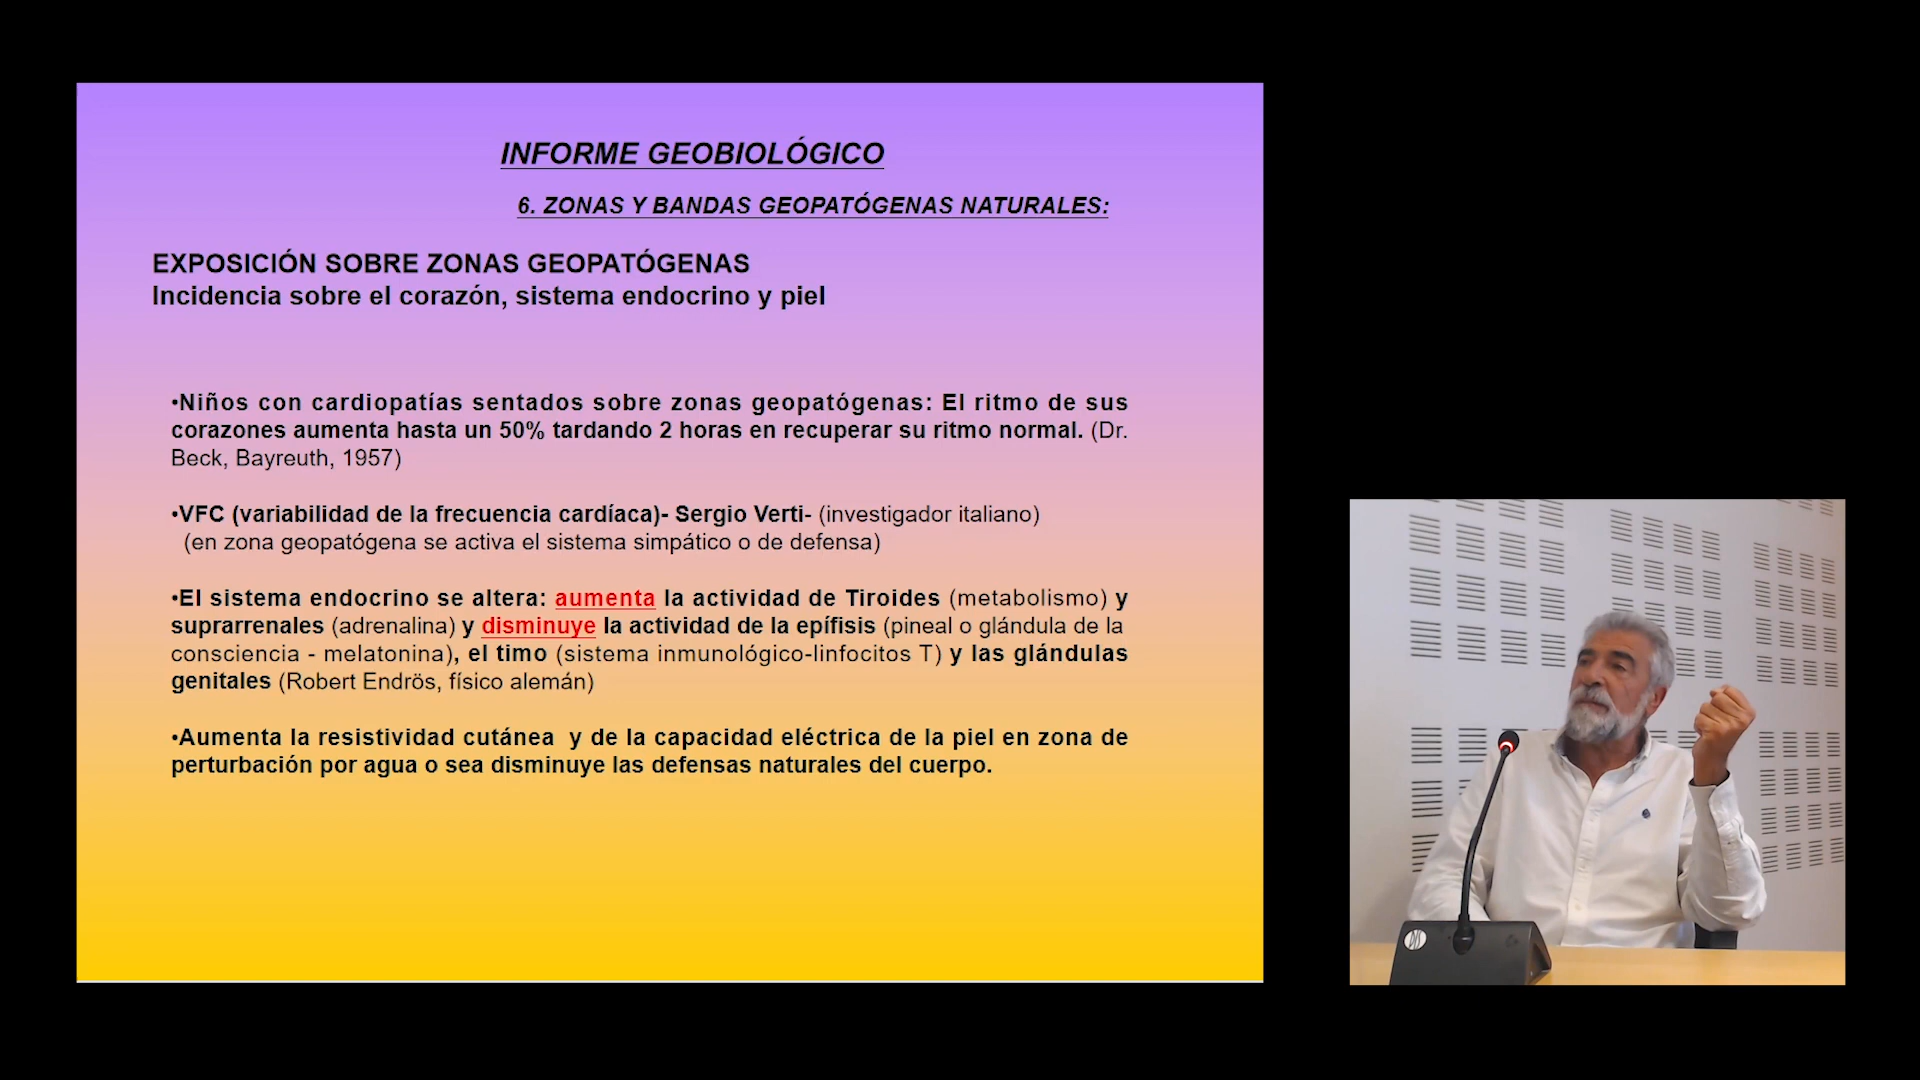 INFORME GEOBIOLÓGICO
6. ZONAS Y BANDAS GEOPATÓGENAS NATURALES:
EXPOSICIÓN SOBRE ZONAS GEOPATÓGENAS
Incidencia sobre el corazón, sistema endocrino y piel
•Niños con cardiopatías sentados sobre zonas geopatógenas: El ritmo de sus
corazones aumenta hasta un 50% tardando 2 horas en recuperar su ritmo normal. (Dr.
Beck, Bayreuth, 1957)
•VFC (variabilidad de la frecuencia cardíaca)- Sergio Verti- (investigador italiano)
(en zona geopatógena se activa el sistema simpático o de defensa)
•El sistema endocrino se altera: aumenta la actividad de Tiroides (metabolismo) y
suprarrenales (adrenalina) y disminuye la actividad de la epífisis (pineal o glándula de la
consciencia - melatonina), el timo (sistema inmunológico-linfocitos T) y las glándulas
genitales (Robert Endrös, físico alemán)
•Aumenta la resistividad cutánea y de la capacidad eléctrica de la piel en zona de
perturbación por agua o sea disminuye las defensas naturales del cuerpo.